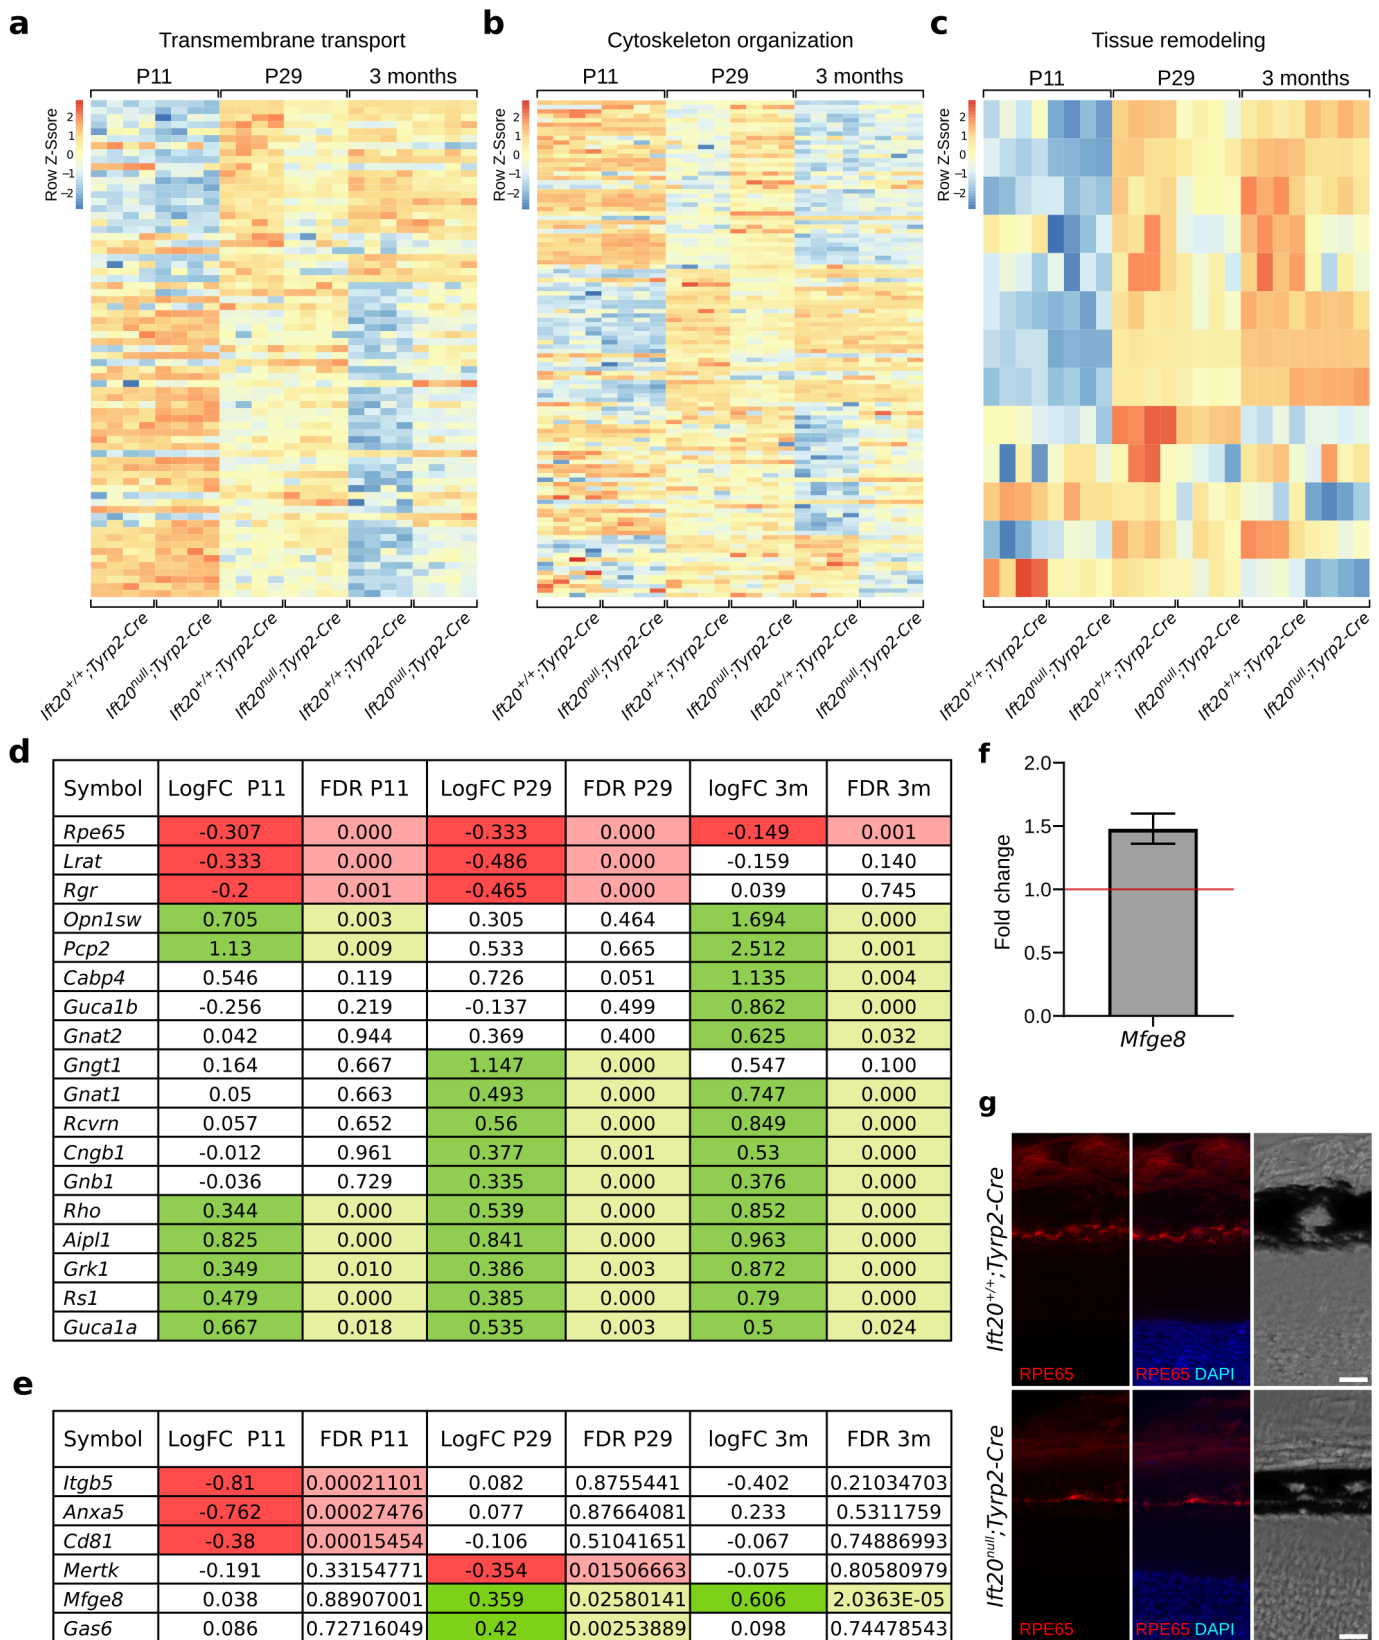 a
Transmembrane transport
P11 P29 3 months
Row Z-Ssore
2
1
0
−1
−2
Ift20+/+;Tyrp2-Cre
Ift20null;Tyrp2-Cre
Ift20+/+;Tyrp2-Cre
Ift20null;Tyrp2-Cre
Ift20+/+;Tyrp2-Cre
Ift20null;Tyrp2-Cre
b
Cytoskeleton organization
P11 P29 3 months
Row Z-Ssore
2
1
0
−1
−2
Ift20+/+;Tyrp2-Cre
Ift20null;Tyrp2-Cre
Ift20+/+;Tyrp2-Cre
Ift20null;Tyrp2-Cre
Ift20+/+;Tyrp2-Cre
Ift20null;Tyrp2-Cre
c
Tissue remodeling
P11 P29 3 months
Row Z-Ssore
2
1
0
−1
−2
Ift20+/+;Tyrp2-Cre
Ift20null;Tyrp2-Cre
Ift20+/+;Tyrp2-Cre
Ift20null;Tyrp2-Cre
Ift20+/+;Tyrp2-Cre
Ift20null;Tyrp2-Cre
d
Symbol LogFC P11 FDR P11 LogFC P29 FDR P29 logFC 3m FDR 3m
Rpe65 -0.307 0.000 -0.333 0.000 -0.149 0.001
Lrat -0.333 0.000 -0.486 0.000 -0.159 0.140
Rgr -0.2 0.001 -0.465 0.000 0.039 0.745
Opn1sw 0.705 0.003 0.305 0.464 1.694 0.000
Pcp2 1.13 0.009 0.533 0.665 2.512 0.001
Cabp4 0.546 0.119 0.726 0.051 1.135 0.004
Guca1b -0.256 0.219 -0.137 0.499 0.862 0.000
Gnat2 0.042 0.944 0.369 0.400 0.625 0.032
Gngt1 0.164 0.667 1.147 0.000 0.547 0.100
Gnat1 0.05 0.663 0.493 0.000 0.747 0.000
Rcvrn 0.057 0.652 0.56 0.000 0.849 0.000
Cngb1 -0.012 0.961 0.377 0.001 0.53 0.000
Gnb1 -0.036 0.729 0.335 0.000 0.376 0.000
Rho 0.344 0.000 0.539 0.000 0.852 0.000
Aipl1 0.825 0.000 0.841 0.000 0.963 0.000
Grk1 0.349 0.010 0.386 0.003 0.872 0.000
Rs1 0.479 0.000 0.385 0.000 0.79 0.000
Guca1a 0.667 0.018 0.535 0.003 0.5 0.024
e
Symbol LogFC P11 FDR P11 LogFC P29 FDR P29 logFC 3m FDR 3m
Itgb5 -0.81 0.00021101 0.082 0.8755441 -0.402 0.21034703
Anxa5 -0.762 0.00027476 0.077 0.87664081 0.233 0.5311759
Cd81 -0.38 0.00015454 -0.106 0.51041651 -0.067 0.74886993
Mertk -0.191 0.33154771 -0.354 0.01506663 -0.075 0.80580979
Mfge8 0.038 0.88907001 0.359 0.02580141 0.606 2.0363E-05
Gas6 0.086 0.72716049 0.42 0.00253889 0.098 0.74478543
f
Fold change
2.0
1.5
1.0
0.5
0.0
Mfge8
g
Ift20+/+;Tyrp2-Cre
RPE65
RPE65 DAPI
Ift20null;Tyrp2-Cre
RPE65
RPE65 DAPI